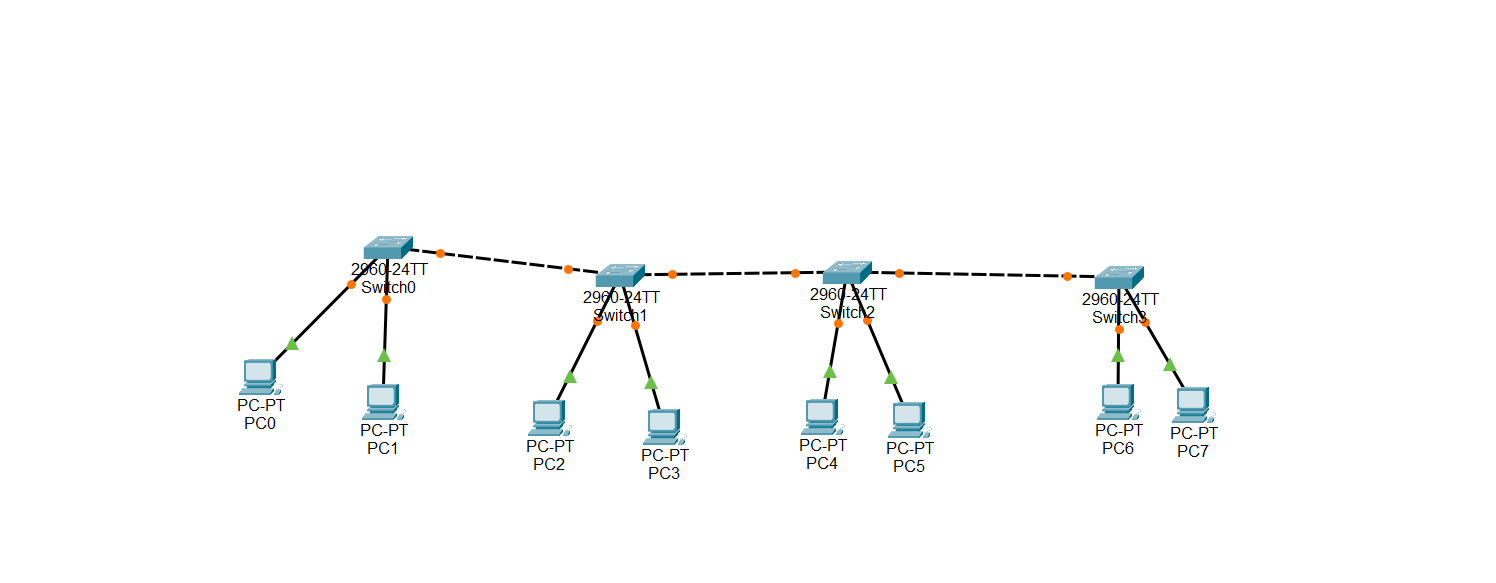 2960-24TT
Switch0
2960-24TT
Switch1
2960-24TT
Switch2
2960-24TT
Switch3
PC-PT
PC0
PC-PT
PC1
PC-PT
PC2
PC-PT
PC3
PC-PT
PC4
PC-PT
PC5
PC-PT
PC6
PC-PT
PC7